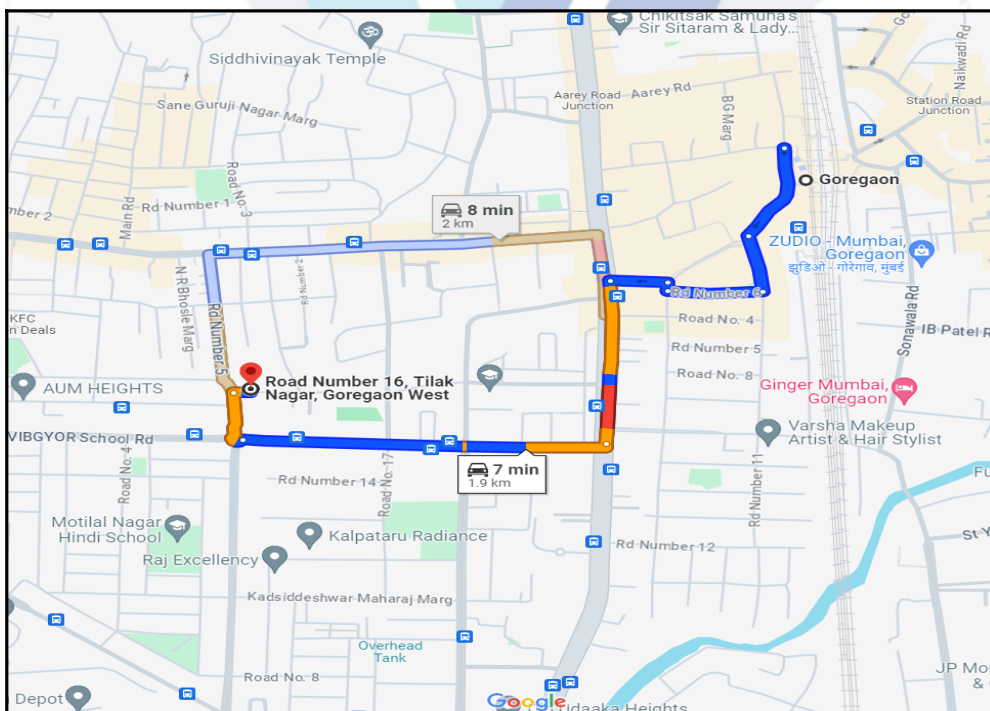 Chikitsak Samuha's
Sir Sitaram & Lady...
Siddhivinayak Temple
Naikwadi Rd
Aarey Road
Junction
Aarey Rd
BG Marg
Station Road
Junction
Sane Guruji Nagar Marg
Road No. 3
Goregaon
Rd Number 1
Main Rd
mber 2
8 min
2 km
ZUDIO - Mumbai,
Goregaon
झुडिओ - गोरेगाव, मुंबई
N R Bhosle Marg
Rd Number 2
Rd Number 6
Rd Number 5
Road No. 4
Sonawala Rd
KFC
n Deals
IB Patel R
Rd Number 5
Road No. 8
AUM HEIGHTS
Road Number 16, Tilak
Nagar, Goregaon West
Ginger Mumbai,
Goregaon
VIBGYOR School Rd
Varsha Makeup
Artist & Hair Stylist
Road No. 4
Road No. 17
7 min
1.9 km
Rd Number 14
Rd Number 11
Fu
Motilal Nagar
Hindi School
Kalpataru Radiance
Raj Excellency
Rd Number 12
St Y
Kadsiddeshwar Maharaj Marg
Overhead
Tank
Road No. 8
JP Mo
&
Depot
Google
daaka Heights